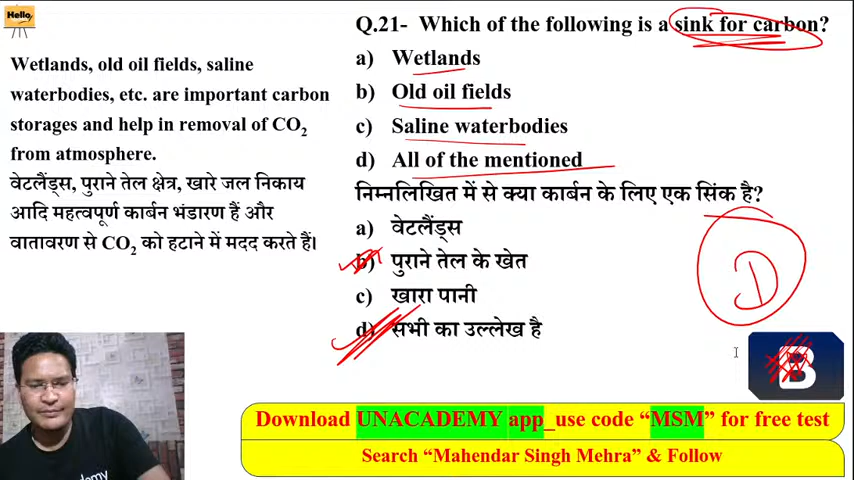 Hello
Wetlands, old oil fields, saline
waterbodies, etc. are important carbon
storages and help in removal of CO₂
from atmosphere.
वेटलैंड्स, पुराने तेल क्षेत्र, खारे जल निकाय
आदि महत्वपूर्ण कार्बन भंडारण हैं और
वातावरण से CO₂ को हटाने में मदद करते हैं।
Q.21- Which of the following is a sink for carbon?
a) Wetlands
b) Old oil fields
c) Saline waterbodies
d) All of the mentioned
निम्नलिखित में से क्या कार्बन के लिए एक सिंक है?
a) वेटलैंड्स
b) पुराने तेल के खेत
c) खारा पानी
d) सभी का उल्लेख है
D
B
Download UNACADEMY app_use code “MSM” for free test
Search “Mahendar Singh Mehra” & Follow